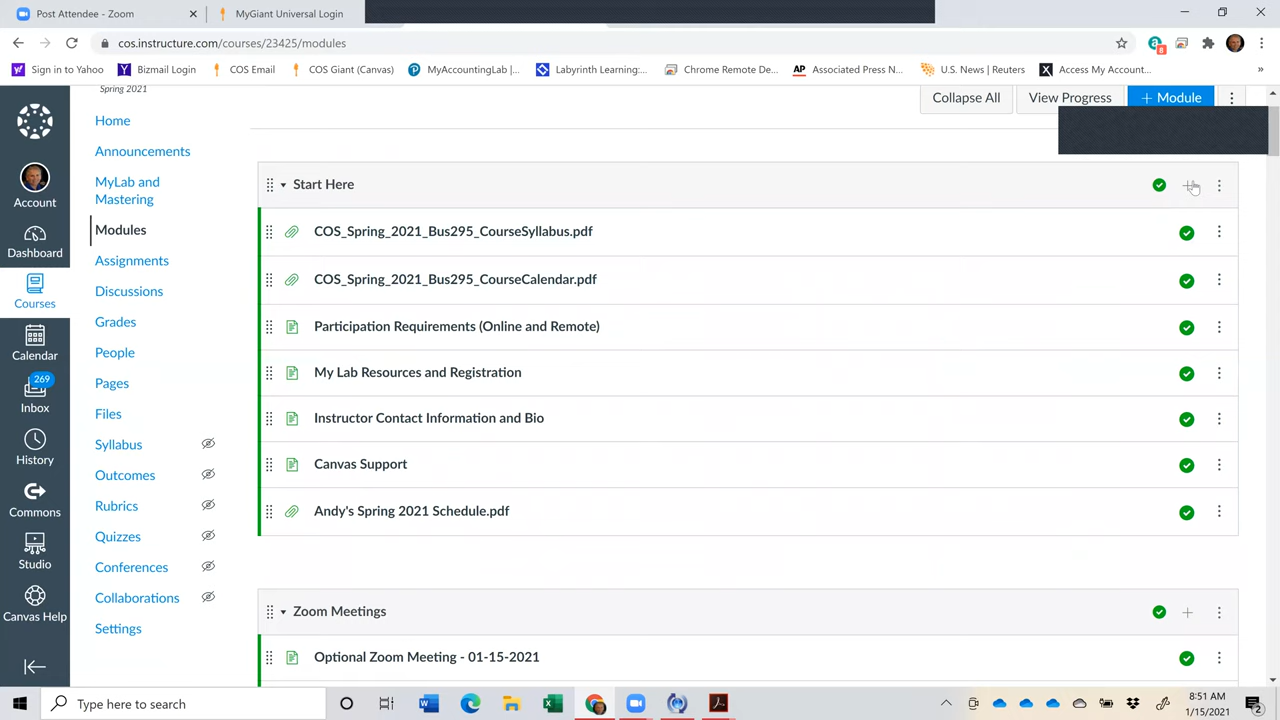 Post Attendee - Zoom
MyGiant Universal Login
cos.instructure.com/courses/23425/modules
8
Sign in to Yahoo
Bizmail Login
COS Email
COS Giant (Canvas)
MyAccountingLab |...
Labyrinth Learning:...
Chrome Remote De...
AP
Associated Press N...
U.S. News | Reuters
Access My Account...
»
Spring 2021
Collapse All
View Progress
+ Module
Account
Dashboard
Courses
Calendar
269
Inbox
History
Commons
Studio
Canvas Help
Home
Announcements
MyLab and
Mastering
Modules
Assignments
Discussions
Grades
People
Pages
Files
Syllabus
Outcomes
Rubrics
Quizzes
Conferences
Collaborations
Settings
Start Here
COS_Spring_2021_Bus295_CourseSyllabus.pdf
COS_Spring_2021_Bus295_CourseCalendar.pdf
Participation Requirements (Online and Remote)
My Lab Resources and Registration
Instructor Contact Information and Bio
Canvas Support
Andy's Spring 2021 Schedule.pdf
Zoom Meetings
Optional Zoom Meeting - 01-15-2021
Type here to search
8:51 AM
1/15/2021
2